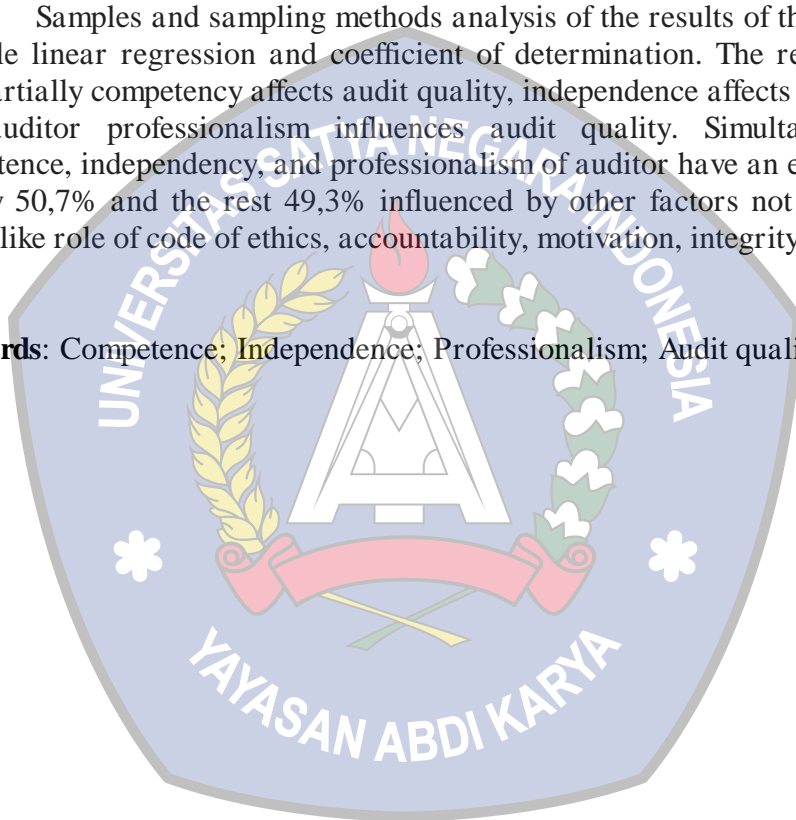 Samples and sampling methods analysis of the results of th
le linear regression and coefficient of determination. The re
artially competency affects audit quality, independence affects
auditor professionalism influences audit quality. Simulta
tence, independency, and professionalism of auditor have an e
y 50,7% and the rest 49,3% influenced by other factors not
like role of code of ethics, accountability, motivation, integrity
rds: Competence; Independence; Professionalism; Audit quali
UNIVERSITAS SATYA NEGARA INDONESIA
YAYASAN ABDI KARYA